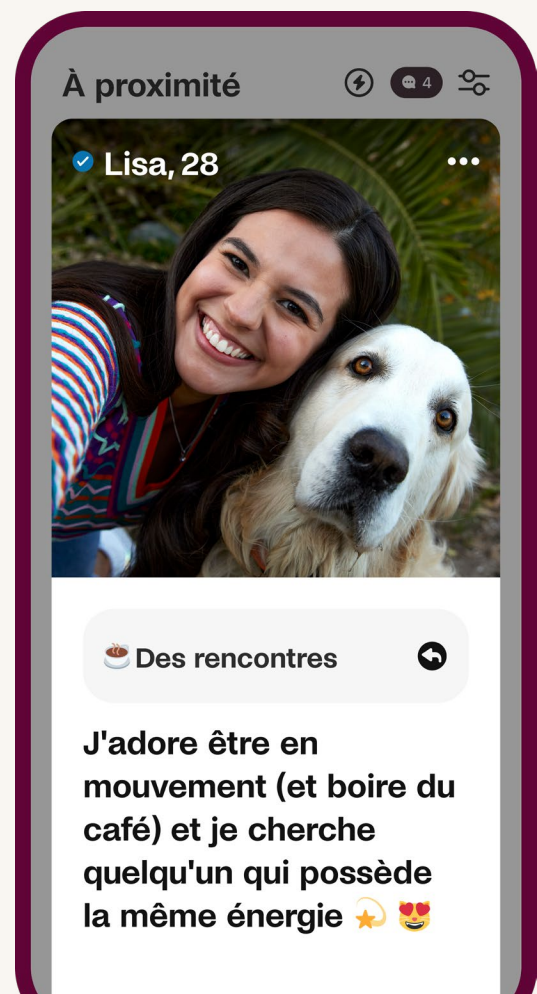 À proximité
4
Lisa, 28
Des rencontres
J'adore être en
mouvement (et boire du
café) et je cherche
quelqu'un qui possède
la même énergie 💫 😻